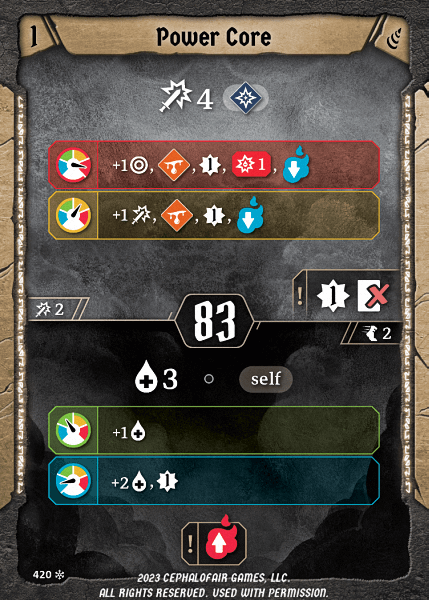 1 Power Core
4
+1, , , 1,
+1, , ,
! 1
2
83
2
3 self
+1
+2,
!
420
2023 CEPHALOFAIR GAMES, LLC.
ALL RIGHTS RESERVED. USED WITH PERMISSION.